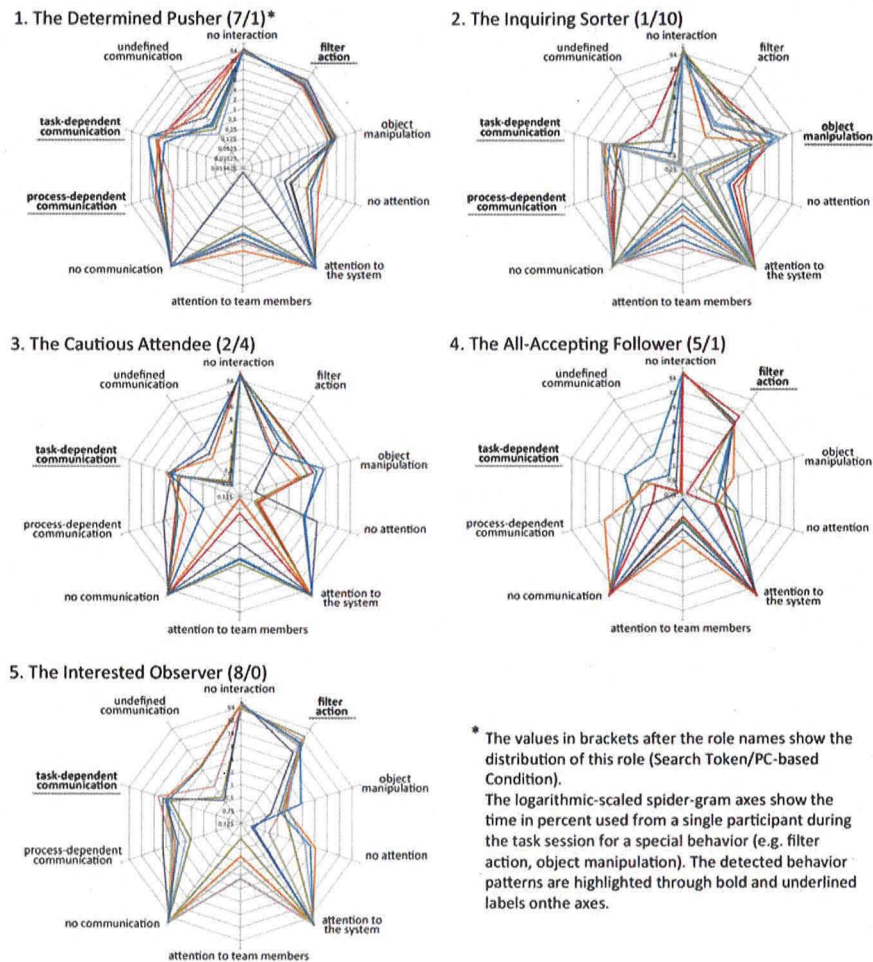 1. The Determined Pusher (7/1)*
no interaction
undefined
communication
filter
action
task-dependent
communication
object
manipulation
process-dependent
communication
no attention
no communication
attention to
the system
attention to team members
2. The Inquiring Sorter (1/10)
no interaction
undefined
communication
filter
action
task-dependent
communication
object
manipulation
process-dependent
communication
no attention
no communication
attention to
the system
attention to team members
3. The Cautious Attendee (2/4)
no interaction
undefined
communication
filter
action
task-dependent
communication
object
manipulation
process-dependent
communication
no attention
no communication
attention to
the system
attention to team members
4. The All-Accepting Follower (5/1)
no interaction
undefined
communication
filter
action
task-dependent
communication
object
manipulation
process-dependent
communication
no attention
no communication
attention to
the system
attention to team members
5. The Interested Observer (8/0)
no interaction
undefined
communication
filter
action
task-dependent
communication
object
manipulation
process-dependent
communication
no attention
no communication
attention to
the system
attention to team members
* The values in brackets after the role names show the
distribution of this role (Search Token/PC-based
Condition).
The logarithmic-scaled spider-gram axes show the
time in percent used from a single participant during
the task session for a special behavior (e.g. filter
action, object manipulation). The detected behavior
patterns are highlighted through bold and underlined
labels onthe axes.